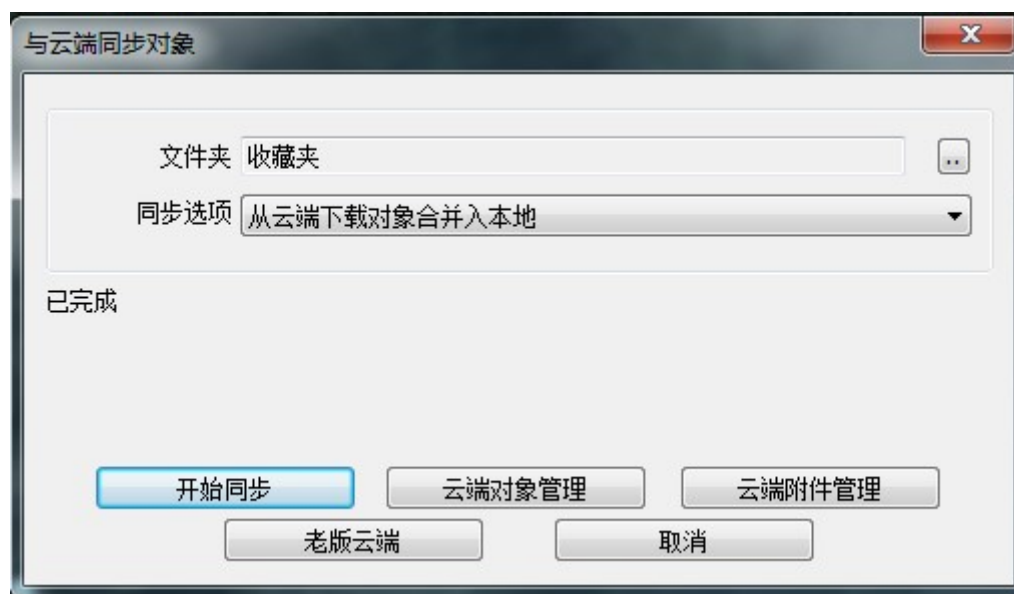 与云端同步对象
文件夹 收藏夹 ..
同步选项 从云端下载对象合并入本地
已完成
开始同步 云端对象管理 云端附件管理
老版云端 取消